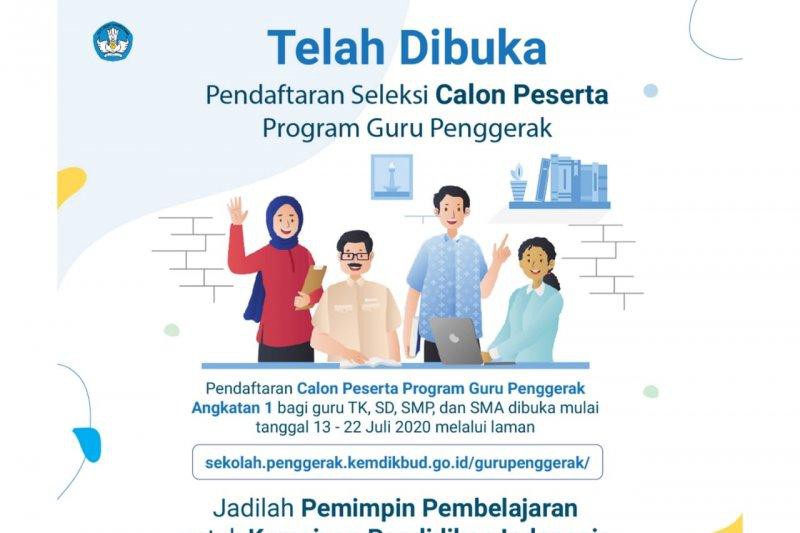 Telah Dibuka
Pendaftaran Seleksi Calon Peserta
Program Guru Penggerak
Pendaftaran Calon Peserta Program Guru Penggerak
Angkatan 1 bagi guru TK, SD, SMP, dan SMA dibuka mulai
tanggal 13 - 22 Juli 2020 melalui laman
sekolah.penggerak.kemdikbud.go.id/gurupenggerak/
Jadilah Pemimpin Pembelajaran